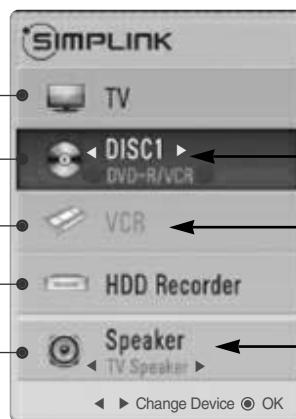 SIMPLINK
TV
◀ DISC1 ▶
DVD-R/VCR
VCR
HDD Recorder
Speaker
◀ TV Speaker ▶
◀ ▶ Change Device ◉ OK